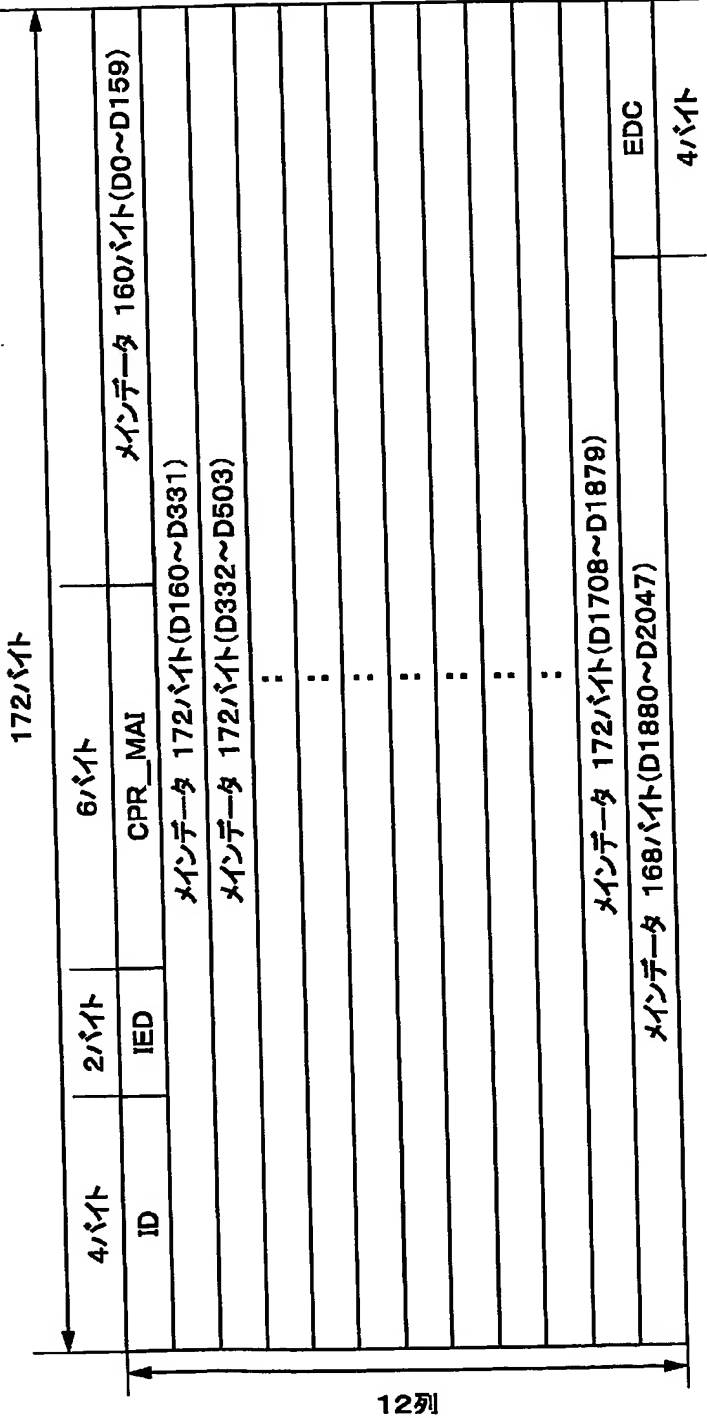 172バイト
4バイト 2バイト 6バイト
ID IED CPR_MAI メインデータ 160バイト(D0~D159)
メインデータ 172バイト(D160~D331)
メインデータ 172バイト(D332~D503)
メインデータ 172バイト(D1708~D1879)
メインデータ 168バイト(D1880~D2047) EDC
4バイト
12列